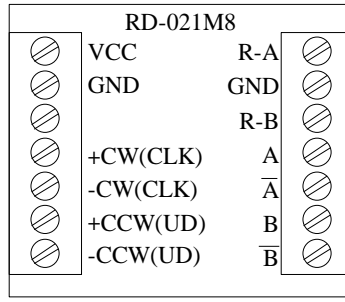 RD-021M8
VCC R-A
GND GND
R-B
+CW(CLK) A
-CW(CLK) A̅
+CCW(UD) B
-CCW(UD) B̅